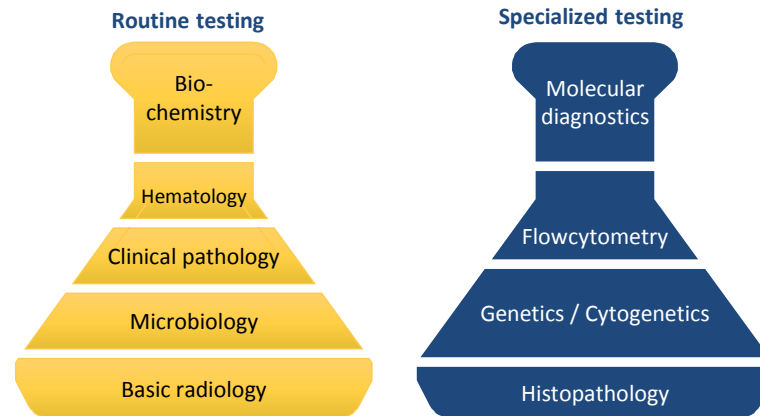 Routine testing
Bio-
chemistry
Hematology
Clinical pathology
Microbiology
Basic radiology
Specialized testing
Molecular
diagnostics
Flowcytometry
Genetics / Cytogenetics
Histopathology